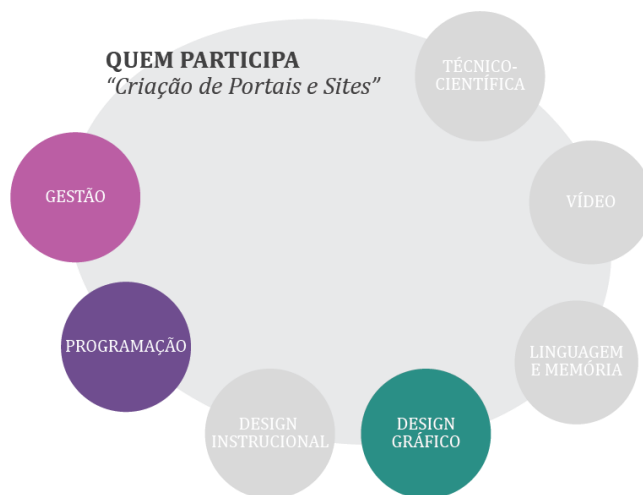 QUEM PARTICIPA
“Criação de Portais e Sites”
TÉCNICO-
CIENTÍFICA
GESTÃO
VÍDEO
PROGRAMAÇÃO
LINGUAGEM
E MEMÓRIA
DESIGN
INSTRUCIONAL
DESIGN
GRÁFICO